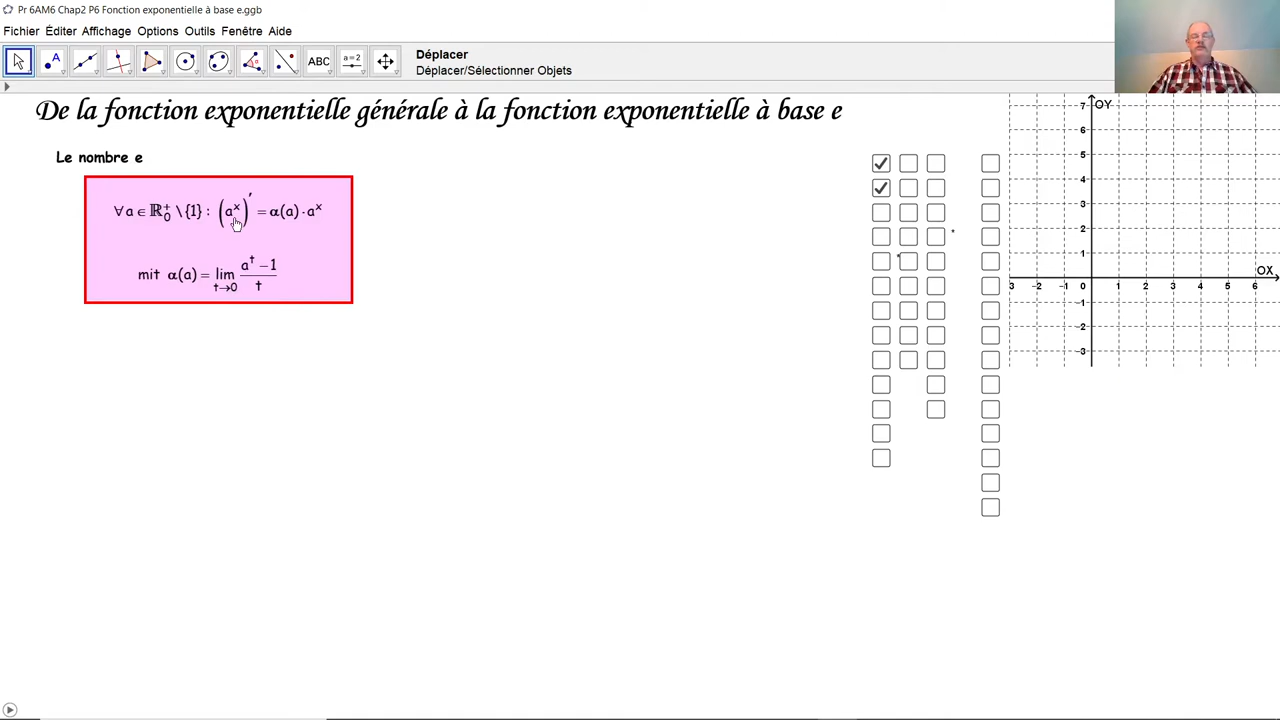 Pr 6AM6 Chap2 P6 Fonction exponentielle à base e.ggb
Fichier Éditer Affichage Options Outils Fenêtre Aide
A ABC a=2 Déplacer
Déplacer/Sélectionner Objets
De la fonction exponentielle générale à la fonction exponentielle à base e
Le nombre e
∀a∈ℝ₀⁺\{1} : (aˣ)′ = α(a)·aˣ
mit α(a) = lim t→0 (aᵗ−1)/t
OY
7
6
5
4
3
2
1
OX
3 −2 −1 0 1 2 3 4 5 6
−1
−2
−3